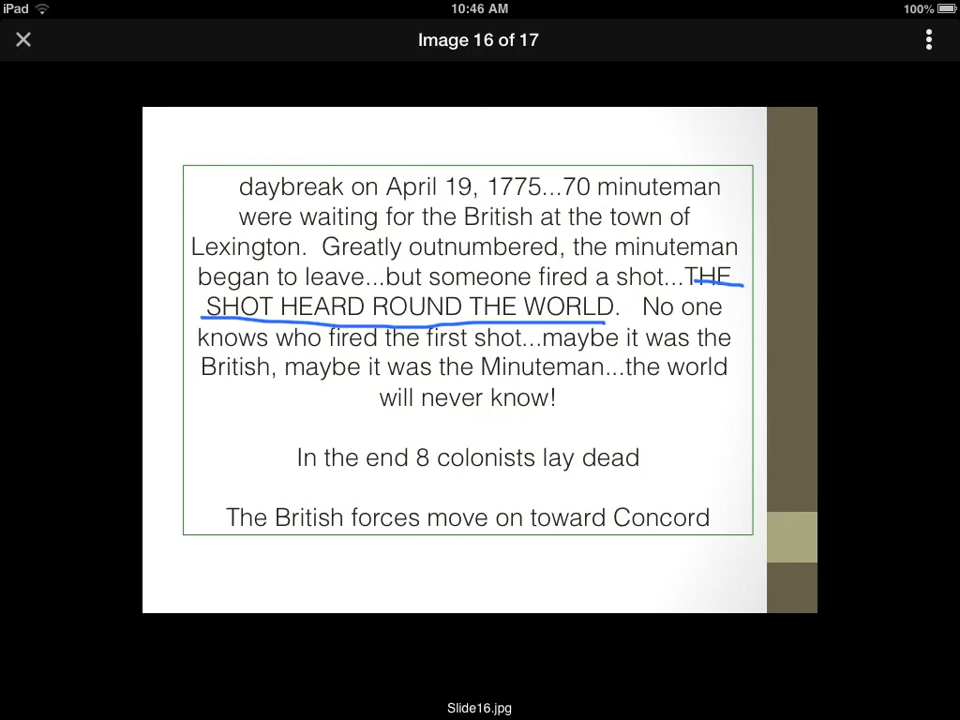 iPad 10:46 AM 100%
Image 16 of 17
daybreak on April 19, 1775...70 minuteman
were waiting for the British at the town of
Lexington. Greatly outnumbered, the minuteman
began to leave...but someone fired a shot...THE
SHOT HEARD ROUND THE WORLD. No one
knows who fired the first shot...maybe it was the
British, maybe it was the Minuteman...the world
will never know!
In the end 8 colonists lay dead
The British forces move on toward Concord
Slide16.jpg